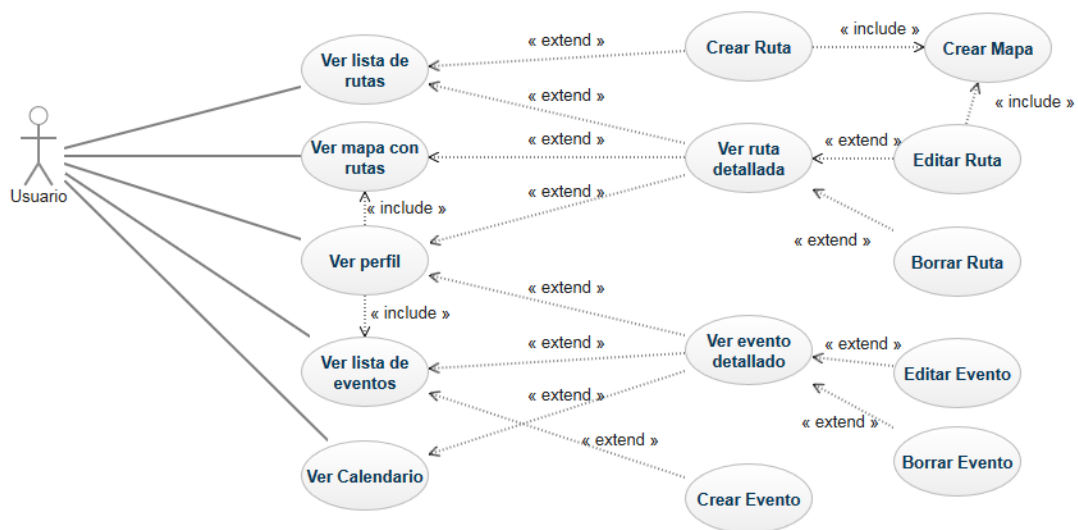 « extend »
Crear Ruta
« include »
Crear Mapa
Ver lista de
rutas
« extend »
« include »
Usuario
Ver mapa con
rutas
« extend »
Ver ruta
detallada
« extend »
Editar Ruta
« include »
« extend »
« extend »
Ver perfil
Borrar Ruta
« extend »
« include »
Ver lista de
eventos
« extend »
Ver evento
detallado
« extend »
Editar Evento
« extend »
« extend »
Ver Calendario
« extend »
Borrar Evento
Crear Evento